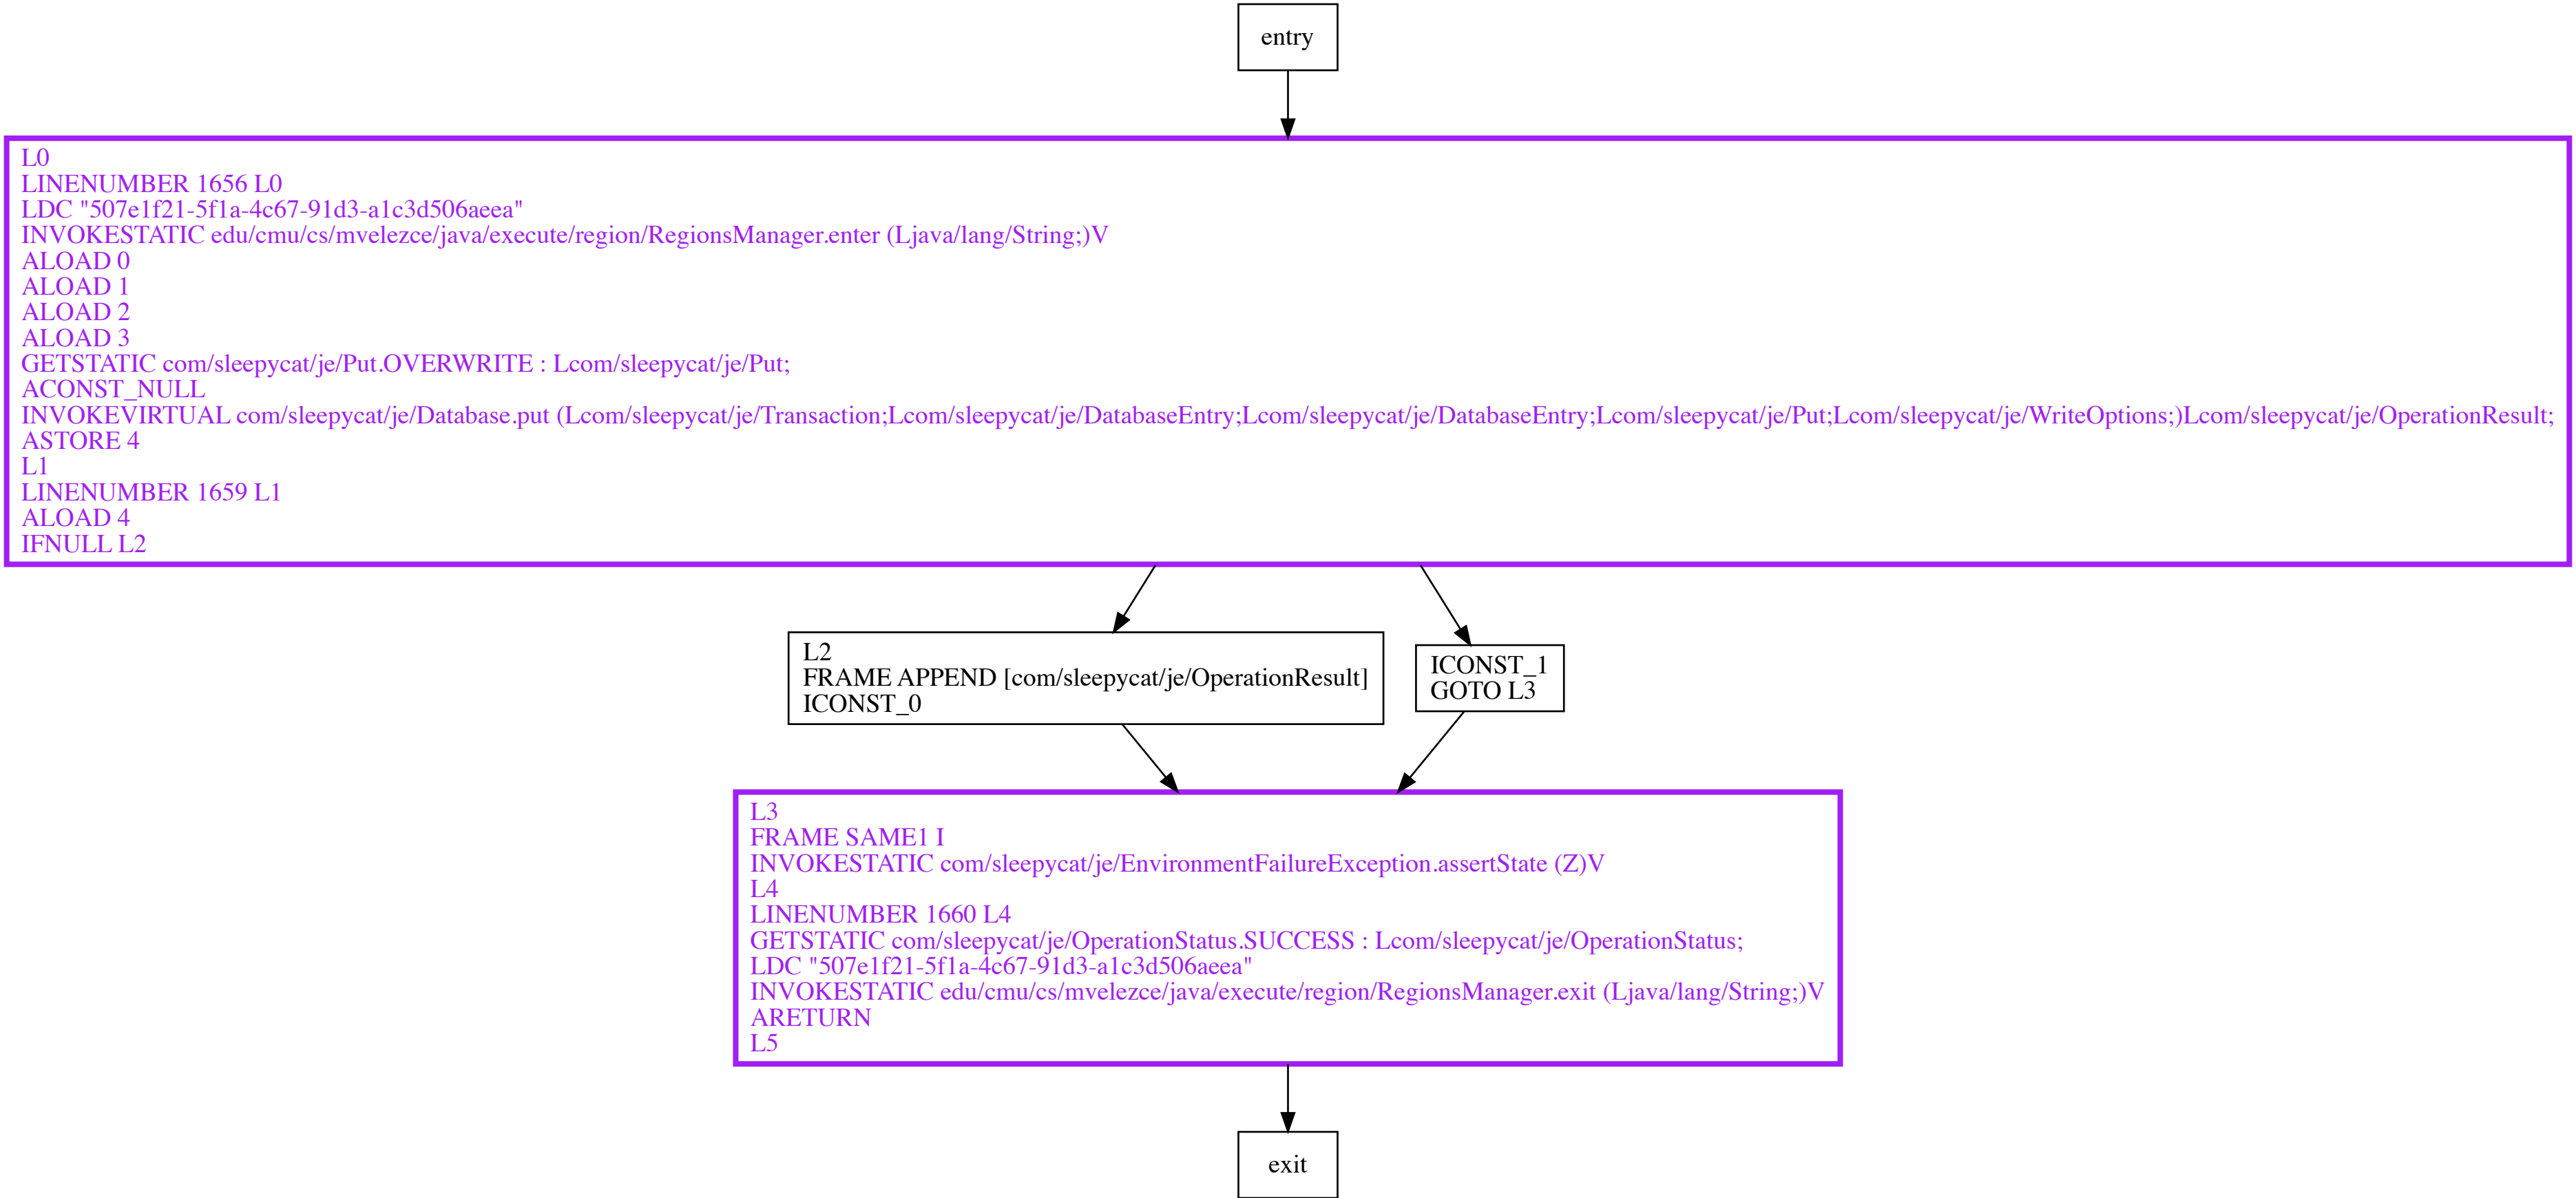 entry
L0
LINENUMBER 1656 L0
LDC "507e1f21-5f1a-4c67-91d3-a1c3d506aeea"
INVOKESTATIC edu/cmu/cs/mvelezce/java/execute/region/RegionsManager.enter (Ljava/lang/String;)V
ALOAD 0
ALOAD 1
ALOAD 2
ALOAD 3
GETSTATIC com/sleepycat/je/Put.OVERWRITE : Lcom/sleepycat/je/Put;
ACONST_NULL
INVOKEVIRTUAL com/sleepycat/je/Database.put (Lcom/sleepycat/je/Transaction;Lcom/sleepycat/je/DatabaseEntry;Lcom/sleepycat/je/DatabaseEntry;Lcom/sleepycat/je/Put;Lcom/sleepycat/je/WriteOptions;)Lcom/sleepycat/je/OperationResult;
ASTORE 4
L1
LINENUMBER 1659 L1
ALOAD 4
IFNULL L2
L2
FRAME APPEND [com/sleepycat/je/OperationResult]
ICONST_0
ICONST_1
GOTO L3
L3
FRAME SAME1 I
INVOKESTATIC com/sleepycat/je/EnvironmentFailureException.assertState (Z)V
L4
LINENUMBER 1660 L4
GETSTATIC com/sleepycat/je/OperationStatus.SUCCESS : Lcom/sleepycat/je/OperationStatus;
LDC "507e1f21-5f1a-4c67-91d3-a1c3d506aeea"
INVOKESTATIC edu/cmu/cs/mvelezce/java/execute/region/RegionsManager.exit (Ljava/lang/String;)V
ARETURN
L5
exit